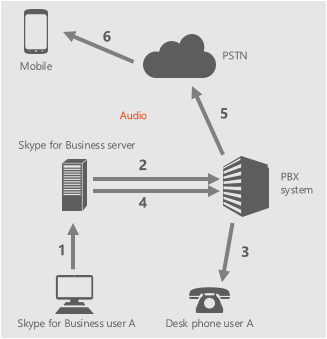 6
Mobile
PSTN
Audio
5
Skype for Business server
2
4
PBX
system
1
3
Skype for Business user A
Desk phone user A